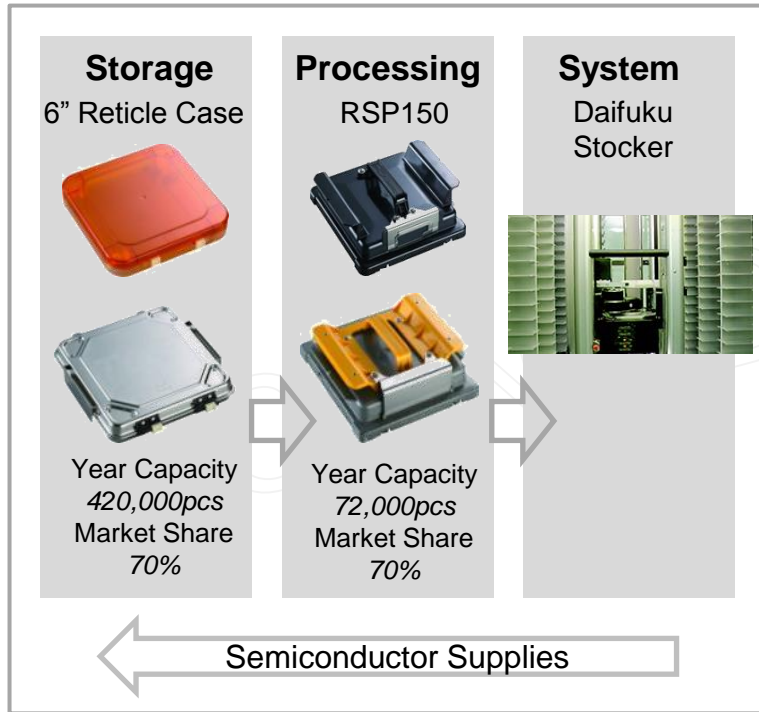 Storage
6” Reticle Case
Year Capacity
420,000pcs
Market Share
70%
Processing
RSP150
Year Capacity
72,000pcs
Market Share
70%
System
Daifuku
Stocker
Semiconductor Supplies